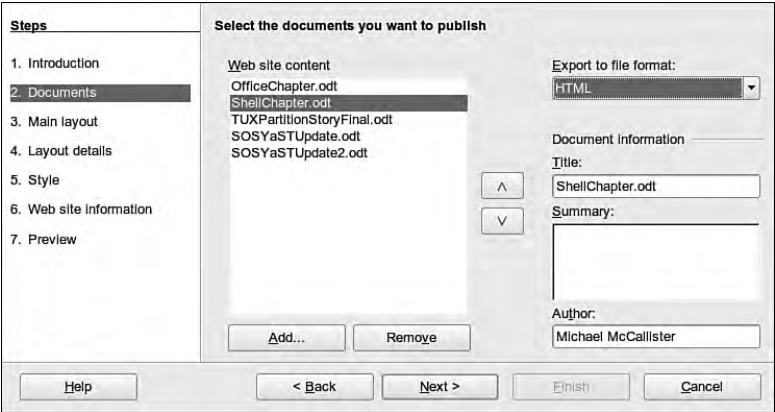 Steps
1. Introduction
2. Documents
3. Main layout
4. Layout details
5. Style
6. Web site information
7. Preview
Select the documents you want to publish
Web site content
OfficeChapter.odt
ShellChapter.odt
TUXPartitionStoryFinal.odt
SOSYaSTUpdate.odt
SOSYaSTUpdate2.odt
Add...
Remove
Export to file format:
HTML
Document information
Title:
ShellChapter.odt
Summary:
Author:
Michael McCallister
Help
< Back
Next >
Finish
Cancel